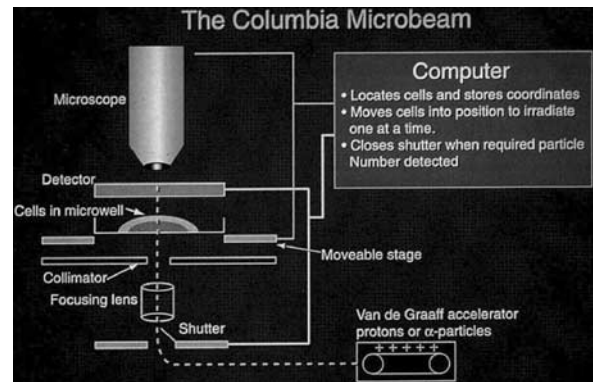 The Columbia Microbeam
Microscope
Computer
• Locates cells and stores coordinates
• Moves cells into position to irradiate
one at a time.
• Closes shutter when required particle
Number detected
Detector
Cells in microwell
Moveable stage
Collimator
Focusing lens
Shutter
Van de Graaff accelerator
protons or α-particles
+ + + + +